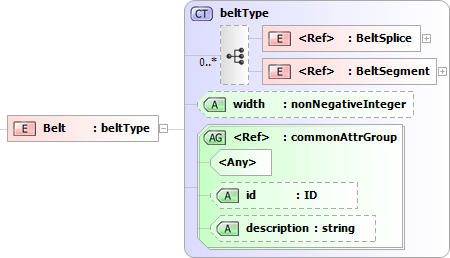 CT beltType
E <Ref> : BeltSplice
0..*
E <Ref> : BeltSegment
A width : nonNegativeInteger
E Belt : beltType
AG <Ref> : commonAttrGroup
<Any>
A id : ID
A description : string